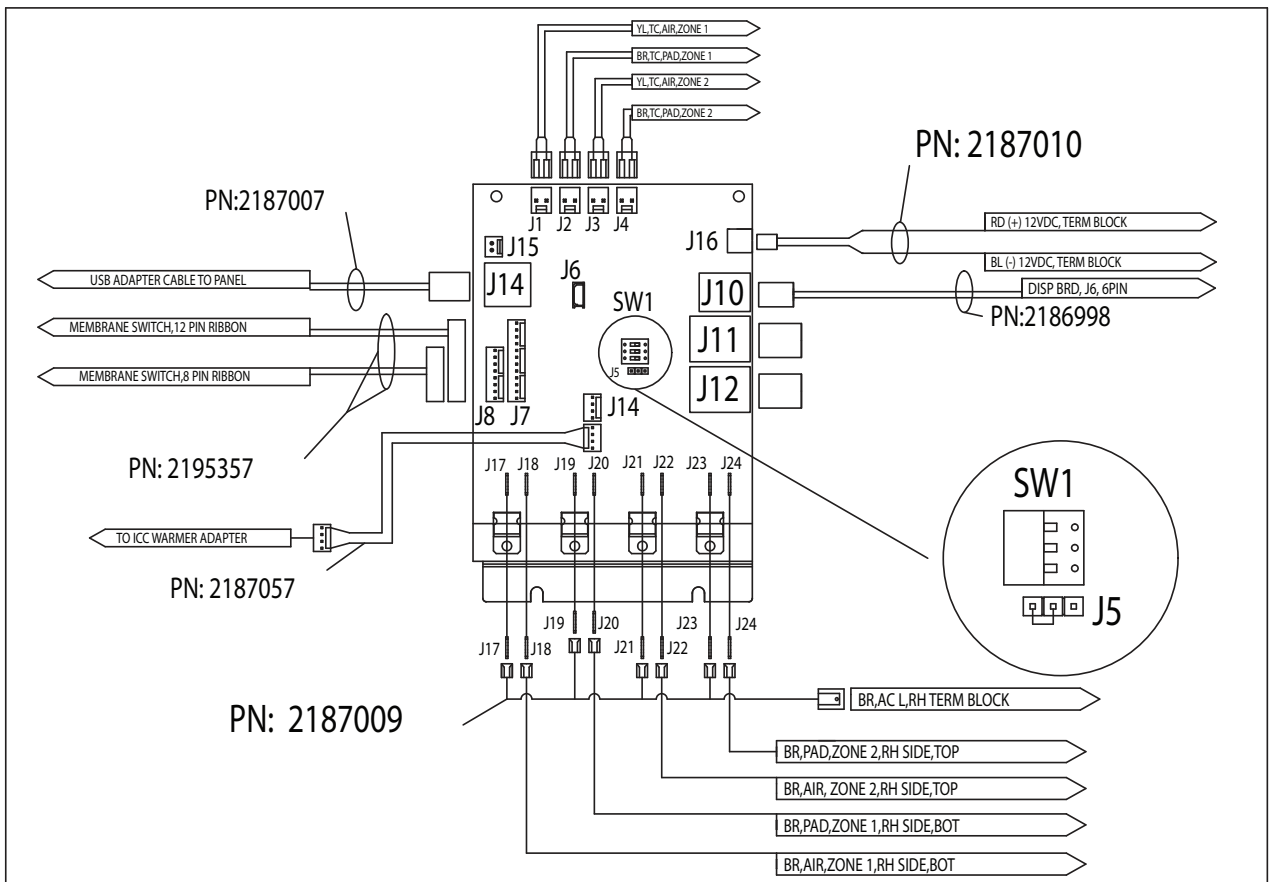 YL,TC,AIR,ZONE 1
BR,TC,PAD,ZONE 1
YL,TC,AIR,ZONE 2
BR,TC,PAD,ZONE 2
PN: 2187010
PN:2187007
J1 J2 J3 J4
RD (+) 12VDC, TERM BLOCK
J15
J16
BL (-) 12VDC, TERM BLOCK
USB ADAPTER CABLE TO PANEL
J14
J6
J10
DISP BRD, J6, 6PIN
SW1
PN:2186998
MEMBRANE SWITCH,12 PIN RIBBON
J11
J5
MEMBRANE SWITCH,8 PIN RIBBON
J12
J8 J7
J14
PN: 2195357
J17 J18 J19 J20 J21 J22 J23 J24
SW1
TO ICC WARMER ADAPTER
PN: 2187057
J5
J19 J20 J23 J24
J17 J18 J21 J22
PN: 2187009
BR,AC L,RH TERM BLOCK
BR,PAD,ZONE 2,RH SIDE,TOP
BR,AIR, ZONE 2,RH SIDE,TOP
BR,PAD,ZONE 1,RH SIDE,BOT
BR,AIR,ZONE 1,RH SIDE,BOT